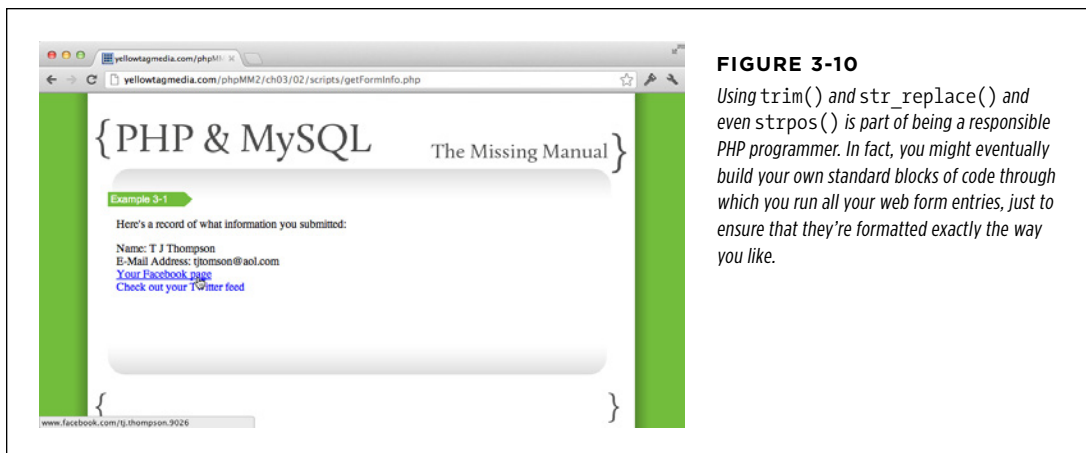 yellowtagmedia.com/phpMM
yellowtagmedia.com/phpMM2/ch03/02/scripts/getFormInfo.php
{PHP & MySQL The Missing Manual}
Example 3-1
Here's a record of what information you submitted:
Name: T J Thompson
E-Mail Address: tjtomson@aol.com
Your Facebook page
Check out your Twitter feed
{ }
www.facebook.com/tj.thompson.9026
FIGURE 3-10
Using trim() and str_replace() and
even strpos() is part of being a responsible
PHP programmer. In fact, you might eventually
build your own standard blocks of code through
which you run all your web form entries, just to
ensure that they're formatted exactly the way
you like.